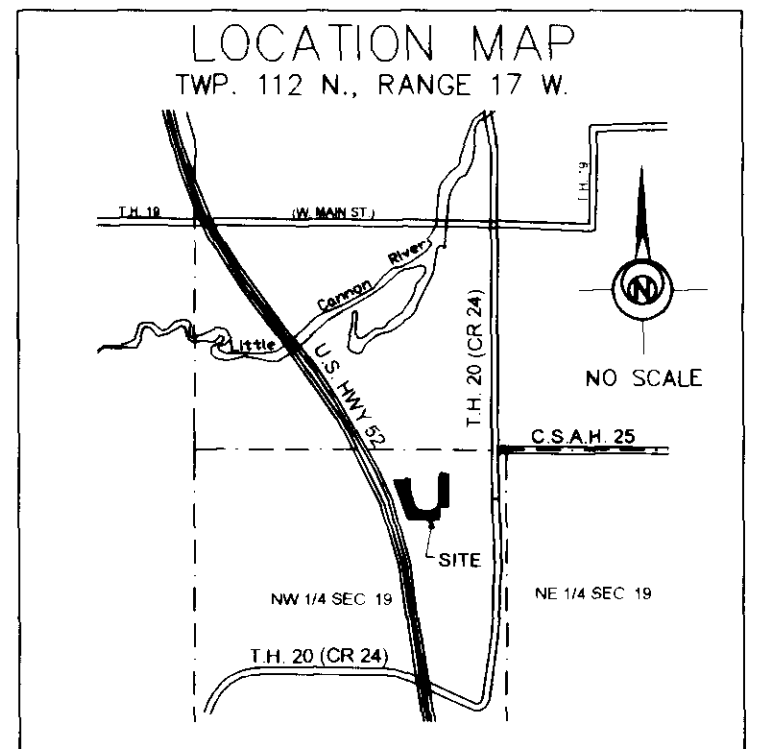 LOCATION MAP
TWP. 112 N., RANGE 17 W.
T.H. 19
(W. MAIN ST.)
T.H. 19
Little Cannon River
U.S. HWY 52
T.H. 20 (CR 24)
N
NO SCALE
C.S.A.H. 25
SITE
NW 1/4 SEC 19
NE 1/4 SEC 19
T.H. 20 (CR 24)